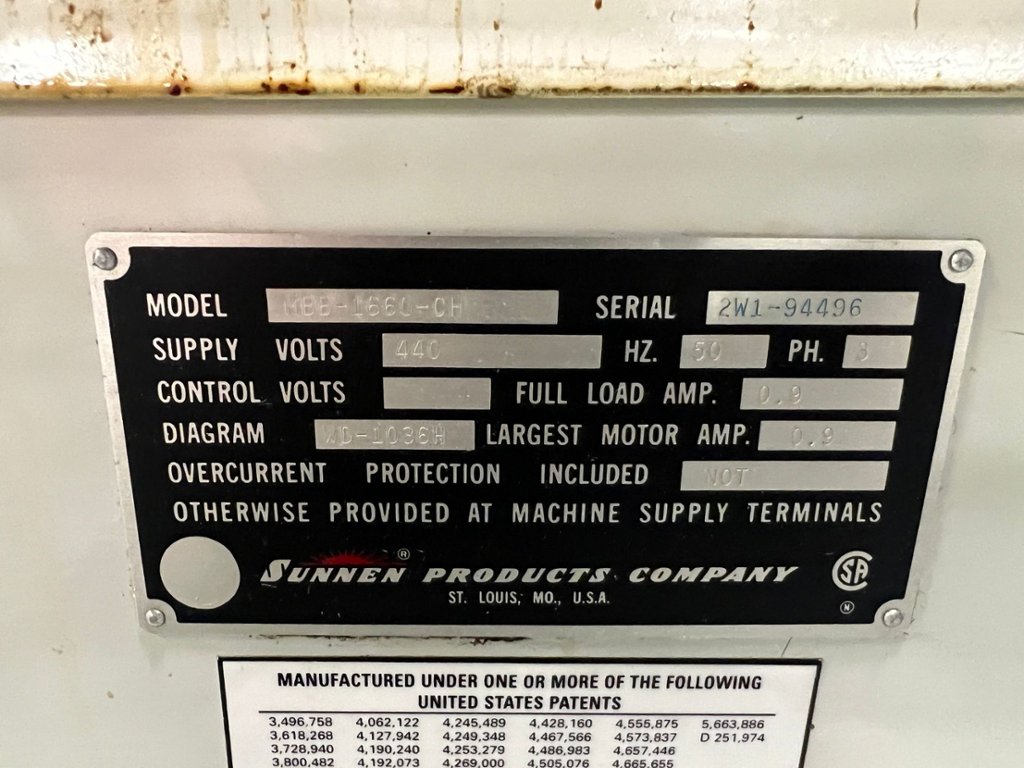 MODEL MBB-1660-CH SERIAL 2W1-94496
SUPPLY VOLTS 440 HZ. 50 PH. 3
CONTROL VOLTS FULL LOAD AMP. 0.9
DIAGRAM WD-1036H LARGEST MOTOR AMP. 0.9
OVERCURRENT PROTECTION INCLUDED NOT
OTHERWISE PROVIDED AT MACHINE SUPPLY TERMINALS
SUNNEN ® PRODUCTS COMPANY SA
ST. LOUIS, MO., U.S.A. N
MANUFACTURED UNDER ONE OR MORE OF THE FOLLOWING
UNITED STATES PATENTS
3,496,758 4,062,122 4,245,489 4,428,160 4,555,875 5,663,886
3,618,268 4,127,942 4,249,348 4,467,566 4,573,837 D 251,974
3,728,940 4,190,240 4,253,279 4,486,983 4,657,446
3,800,482 4,192,073 4,269,000 4,505,076 4,665,655